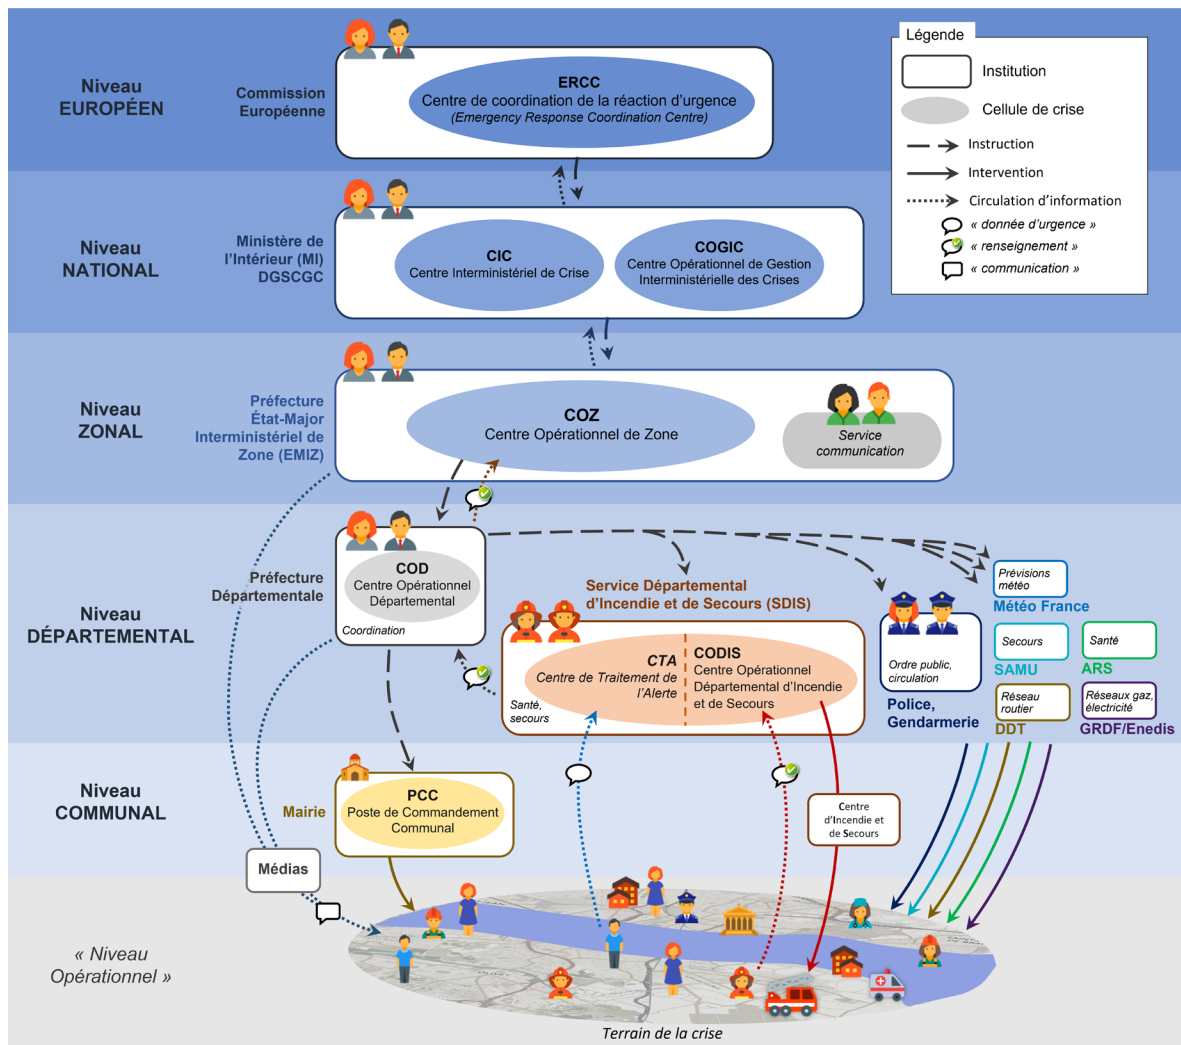 Niveau
EUROPÉEN
Commission
Européenne
ERCC
Centre de coordination de la réaction d'urgence
(Emergency Response Coordination Centre)
Légende
Institution
Cellule de crise
Instruction
Intervention
Circulation d'information
« donnée d'urgence »
« renseignement »
« communication »
Niveau
NATIONAL
Ministère de
l'Intérieur (MI)
DGSCGC
CIC
Centre Interministériel de Crise
COGIC
Centre Opérationnel de Gestion
Interministérielle des Crises
Niveau
ZONAL
Préfecture
État-Major
Interministériel de
Zone (EMIZ)
COZ
Centre Opérationnel de Zone
Service
communication
Niveau
DÉPARTEMENTAL
Préfecture
Départementale
COD
Centre Opérationnel
Départemental
Coordination
Service Départemental
d'Incendie et de Secours (SDIS)
CTA
Centre de Traitement de
l'Alerte
CODIS
Centre Opérationnel
Départemental d'Incendie
et de Secours
Santé,
secours
Ordre public,
circulation
Police,
Gendarmerie
Prévisions
météo
Météo France
Secours
SAMU
Santé
ARS
Réseau
routier
DDT
Réseaux gaz,
électricité
GRDF/Enedis
Niveau
COMMUNAL
Mairie
PCC
Poste de Commandement
Communal
Centre
d'Incendie et
de Secours
Médias
« Niveau
Opérationnel »
Terrain de la crise